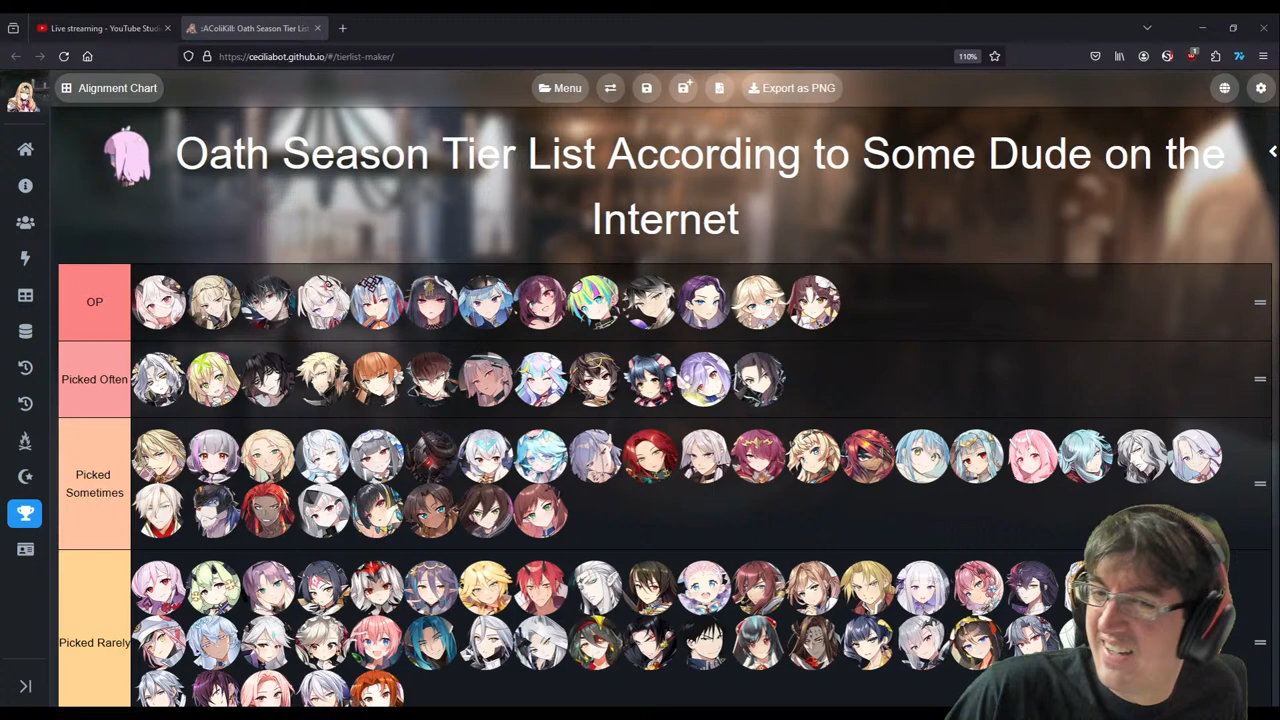 Live streaming - YouTube Studi
:AColiKill: Oath Season Tier List
https://ceciliabot.github.io/#/tierlist-maker/
110%
1
Alignment Chart
Menu
Export as PNG
Oath Season Tier List According to Some Dude on the
Internet
OP
Picked Often
Picked
Sometimes
Picked Rarely